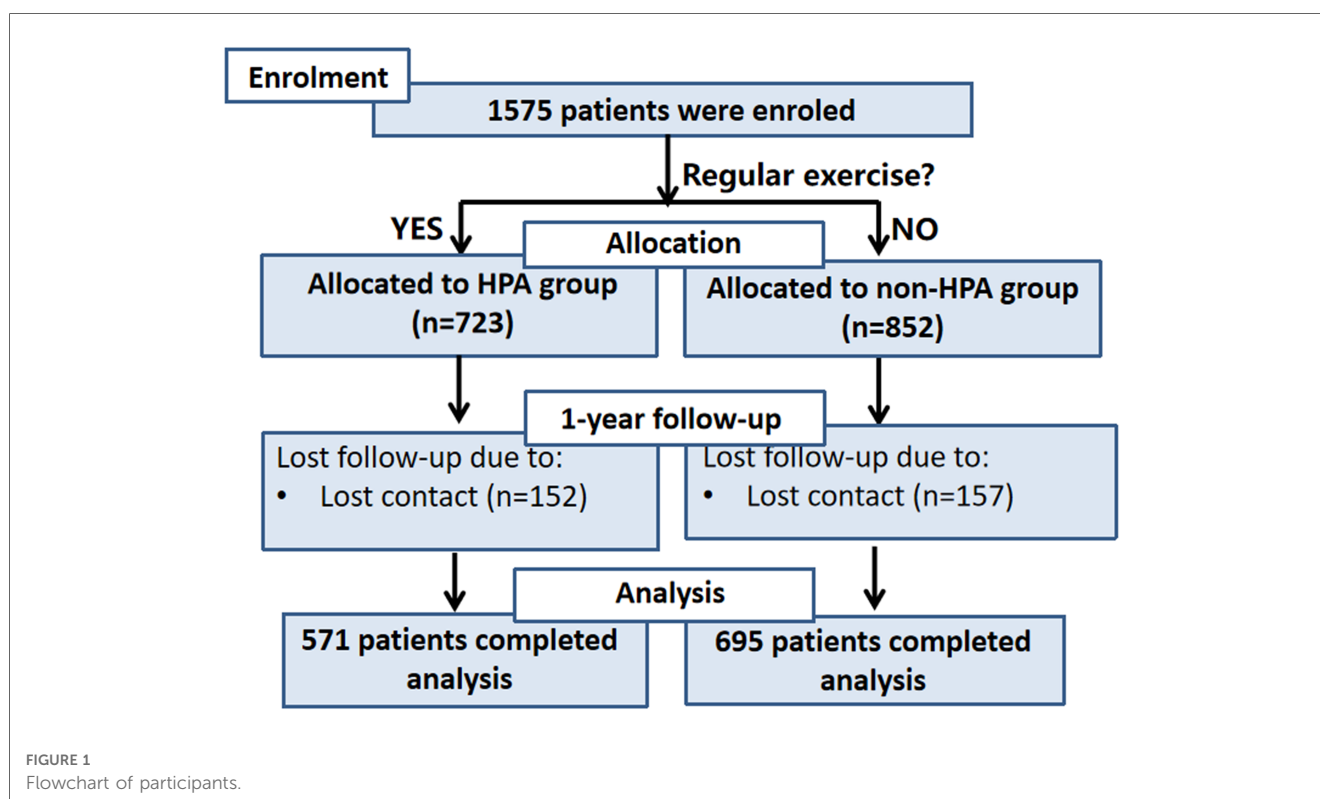 Enrolment
1575 patients were enroled
Regular exercise?
YES
NO
Allocation
Allocated to HPA group
(n=723)
Allocated to non-HPA group
(n=852)
1-year follow-up
Lost follow-up due to:
• Lost contact (n=152)
Lost follow-up due to:
• Lost contact (n=157)
Analysis
571 patients completed
analysis
695 patients completed
analysis
FIGURE 1
Flowchart of participants.